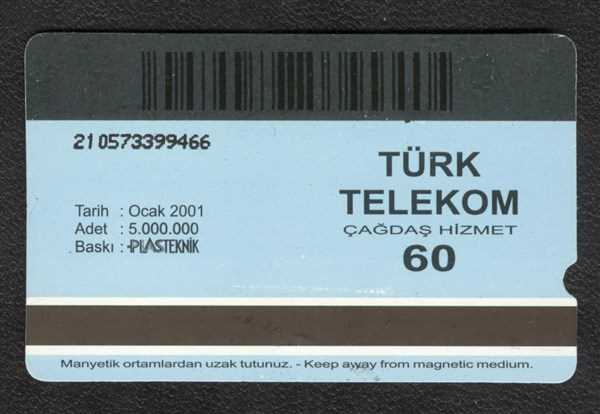 210573399466
TÜRK
TELEKOM
ÇAĞDAŞ HİZMET
60
Tarih : Ocak 2001
Adet : 5.000.000
Baskı : PLASTEKNİK
Manyetik ortamlardan uzak tutunuz. - Keep away from magnetic medium.